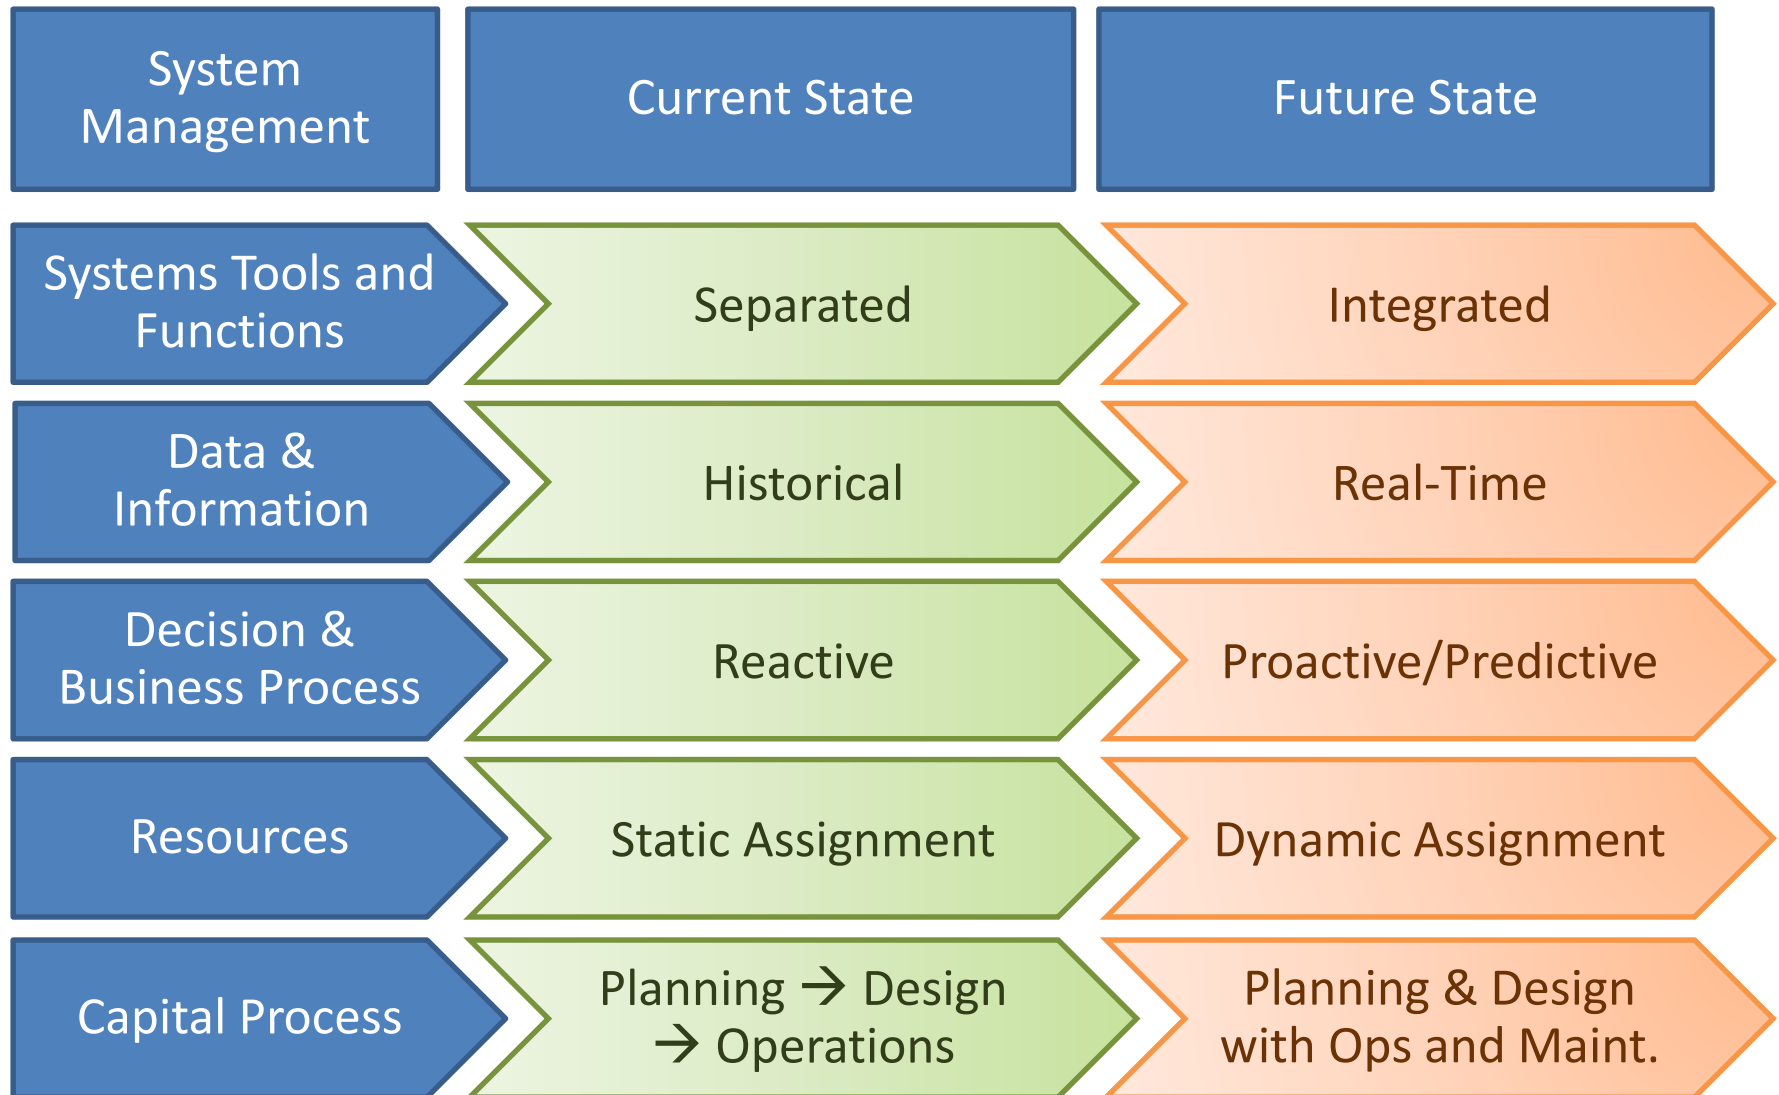 System
Management
Current State
Future State
Systems Tools and
Functions
Separated
Integrated
Data &
Information
Historical
Real-Time
Decision &
Business Process
Reactive
Proactive/Predictive
Resources
Static Assignment
Dynamic Assignment
Capital Process
Planning → Design
→ Operations
Planning & Design
with Ops and Maint.